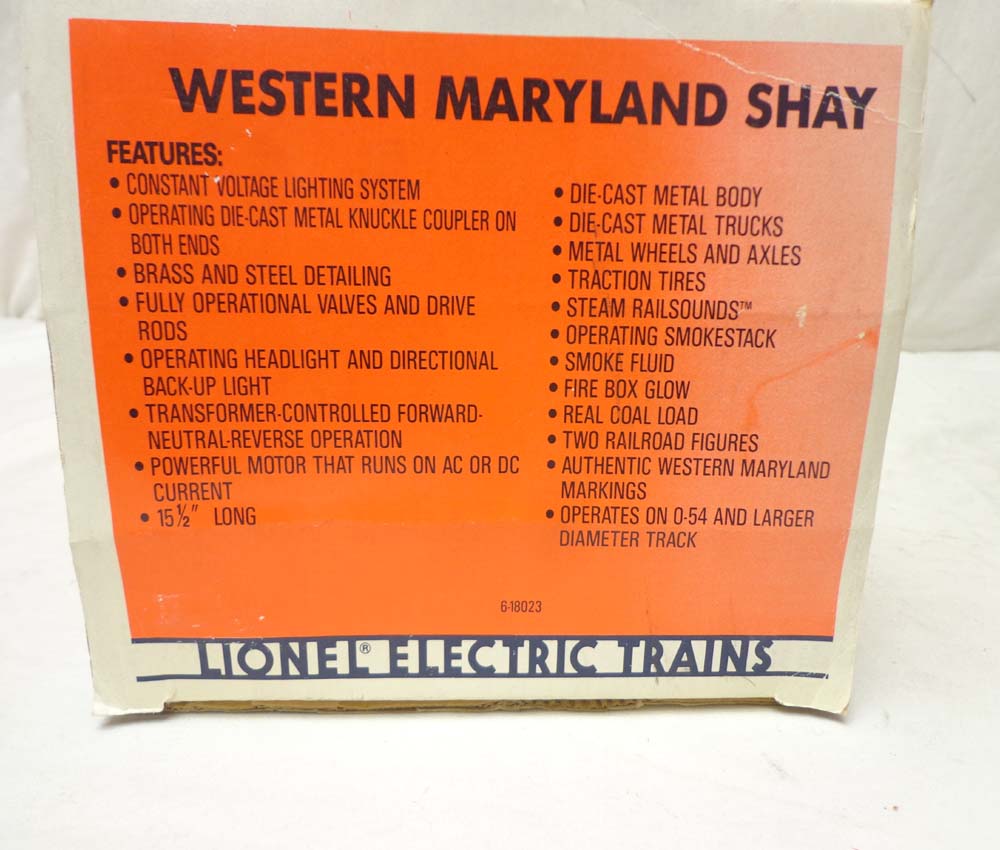 WESTERN MARYLAND SHAY
FEATURES:
• CONSTANT VOLTAGE LIGHTING SYSTEM
• OPERATING DIE-CAST METAL KNUCKLE COUPLER ON
BOTH ENDS
• BRASS AND STEEL DETAILING
• FULLY OPERATIONAL VALVES AND DRIVE
RODS
• OPERATING HEADLIGHT AND DIRECTIONAL
BACK-UP LIGHT
• TRANSFORMER-CONTROLLED FORWARD-
NEUTRAL-REVERSE OPERATION
• POWERFUL MOTOR THAT RUNS ON AC OR DC
CURRENT
• 15½" LONG
• DIE-CAST METAL BODY
• DIE-CAST METAL TRUCKS
• METAL WHEELS AND AXLES
• TRACTION TIRES
• STEAM RAILSOUNDS™
• OPERATING SMOKESTACK
• SMOKE FLUID
• FIRE BOX GLOW
• REAL COAL LOAD
• TWO RAILROAD FIGURES
• AUTHENTIC WESTERN MARYLAND
MARKINGS
• OPERATES ON O-54 AND LARGER
DIAMETER TRACK
6-18023
LIONEL® ELECTRIC TRAINS